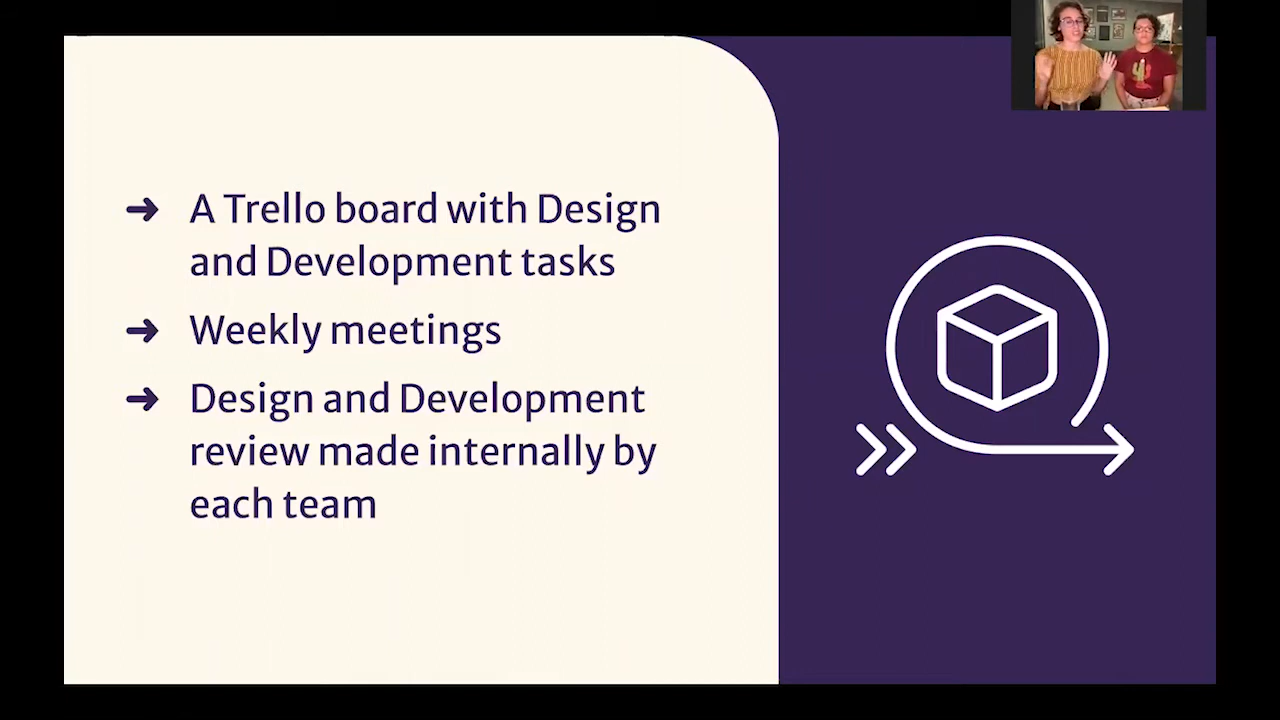 ➜ A Trello board with Design
and Development tasks
➜ Weekly meetings
➜ Design and Development
review made internally by
each team